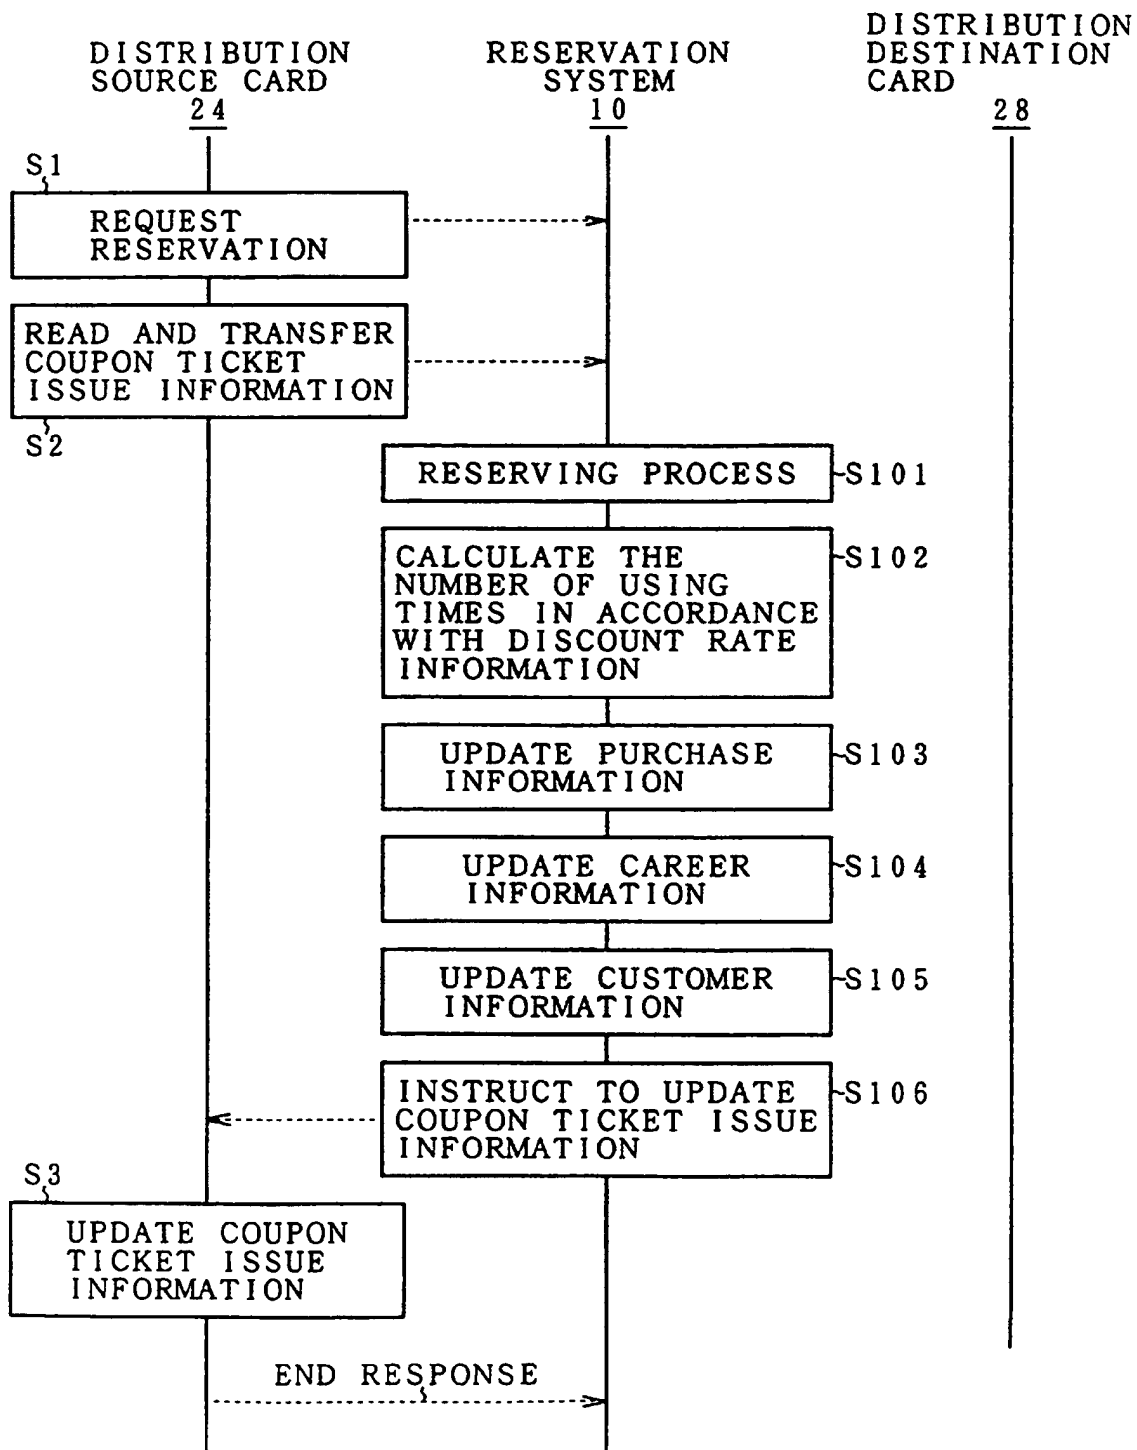 DISTRIBUTION
SOURCE CARD
24
RESERVATION
SYSTEM
10
DISTRIBUTION
DESTINATION
CARD
28
S1
REQUEST
RESERVATION
READ AND TRANSFER
COUPON TICKET
ISSUE INFORMATION
S2
RESERVING PROCESS
S101
CALCULATE THE
NUMBER OF USING
TIMES IN ACCORDANCE
WITH DISCOUNT RATE
INFORMATION
S102
UPDATE PURCHASE
INFORMATION
S103
UPDATE CAREER
INFORMATION
S104
UPDATE CUSTOMER
INFORMATION
S105
INSTRUCT TO UPDATE
COUPON TICKET ISSUE
INFORMATION
S106
S3
UPDATE COUPON
TICKET ISSUE
INFORMATION
END RESPONSE